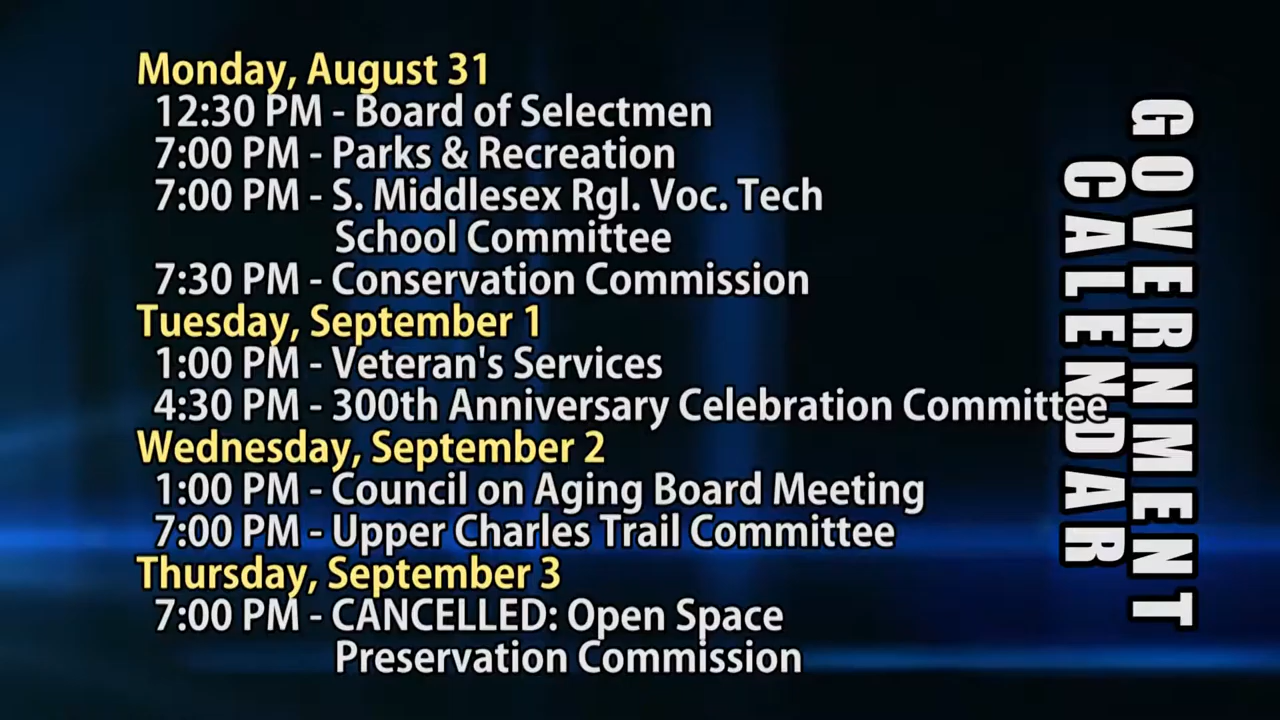 Monday, August 31
12:30 PM - Board of Selectmen
7:00 PM - Parks & Recreation
7:00 PM - S. Middlesex Rgl. Voc. Tech
School Committee
7:30 PM - Conservation Commission
Tuesday, September 1
1:00 PM - Veteran's Services
4:30 PM - 300th Anniversary Celebration Committee
Wednesday, September 2
1:00 PM - Council on Aging Board Meeting
7:00 PM - Upper Charles Trail Committee
Thursday, September 3
7:00 PM - CANCELLED: Open Space
Preservation Commission
GOVERNMENT
CALENDAR